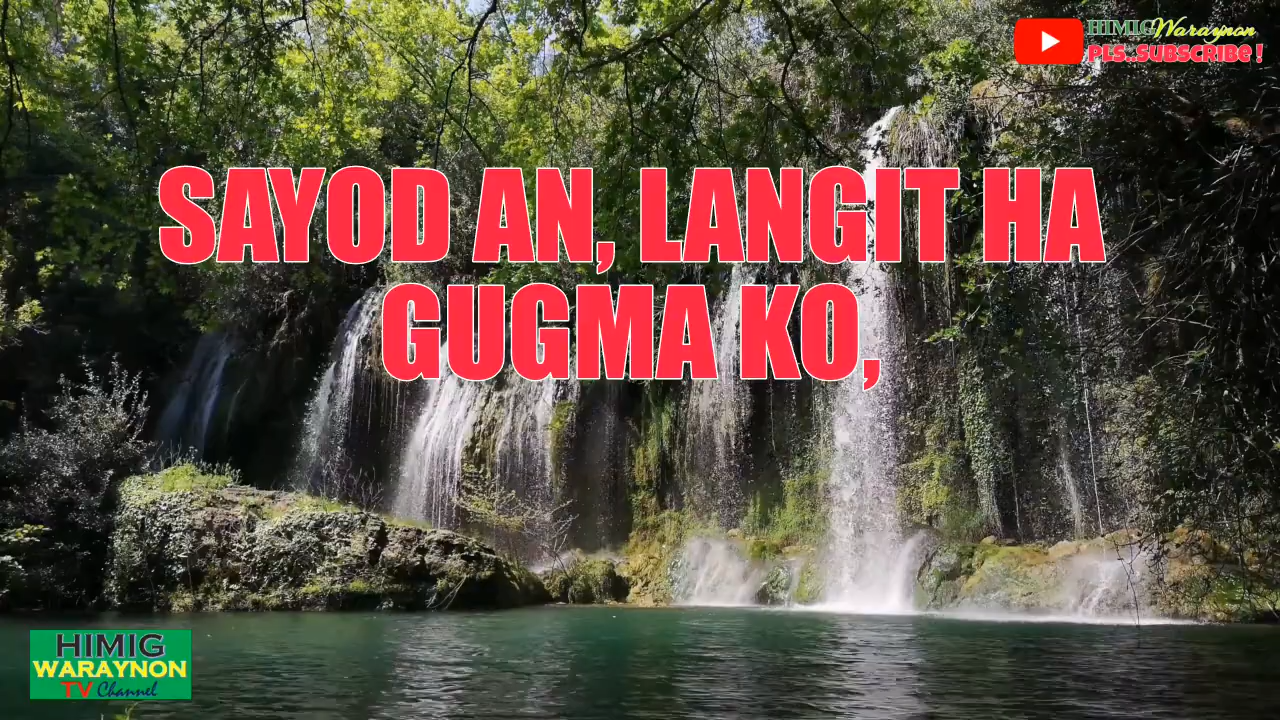 HIMIG Waraynon
PLS..SUBSCRIBE !
SAYOD AN, LANGIT HA
GUGMA KO,
HIMIG
WARAYNON
TV Channel